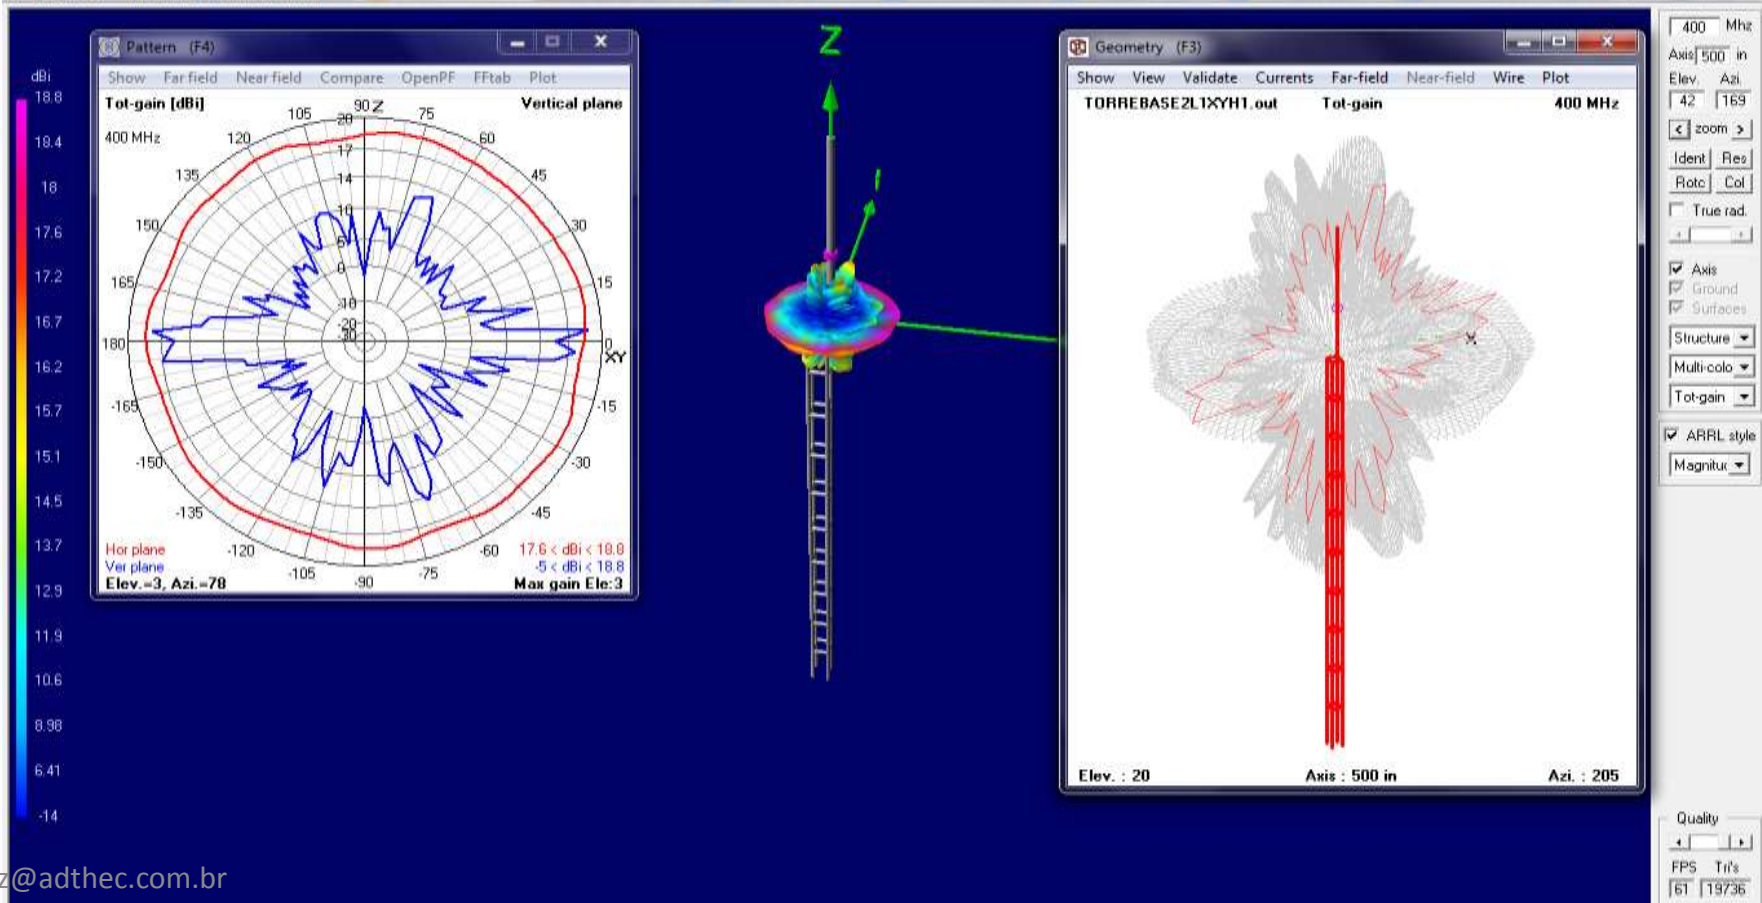 Pattern (F4)
Show Far field Near field Compare OpenPF FFtab Plot
Tot-gain [dBi] Vertical plane
400 MHz
90 Z
105 75
120 60
135 45
150 30
165 15
180 0
XY
-165 -15
-150 -30
-135 -45
-120 -60
-105 -75
-90
20
17
14
10
5
0
-10
-20
-30
Hor plane 17.6 < dBi < 18.8
Ver plane -5 < dBi < 18.8
Elev.=3, Azi.=78 Max gain Ele:3
dBi
18.8
18.4
18
17.6
17.2
16.7
16.2
15.7
15.1
14.5
13.7
12.9
11.9
10.6
8.98
6.41
-14
Z
Geometry (F3)
Show View Validate Currents Far-field Near-field Wire Plot
TORREBASE2L1XYH1.out Tot-gain 400 MHz
Elev. : 20 Axis : 500 in Azi. : 205
400 Mhz
Axis 500 in
Elev. Azi.
42 169
< zoom >
Ident Res
Rotc Col
True rad.
Axis
Ground
Surfaces
Structure
Multi-colo
Tot-gain
ARRL style
Magnituc
Quality
FPS Tri's
61 19736
z@adthec.com.br